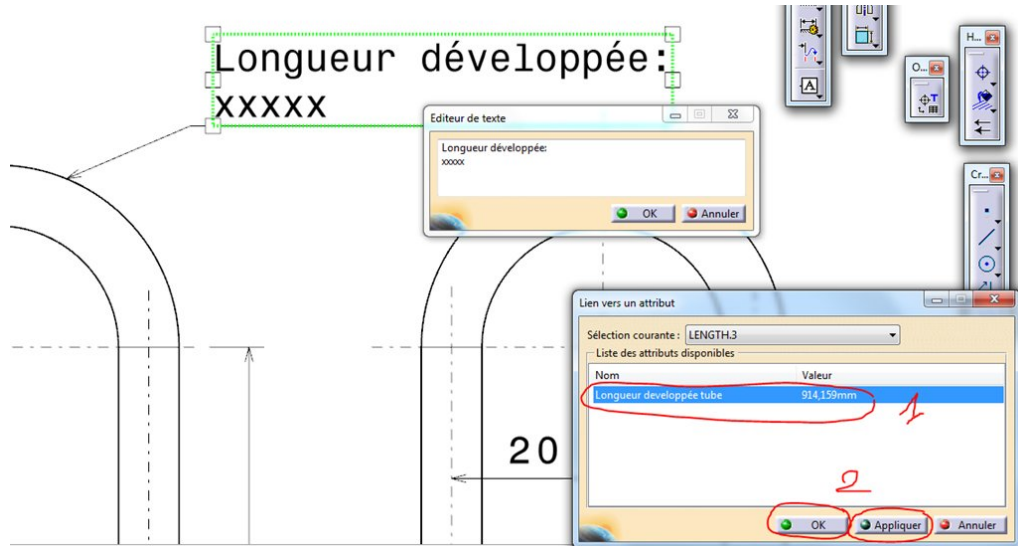 Longueur développée:
xxxxx
Editeur de texte
Longueur développée:
xxxxx
OK
Annuler
H...
O...
Cr...
A
T
20
Lien vers un attribut
Sélection courante :
LENGTH.3
Liste des attributs disponibles
Nom
Valeur
Longueur developpée tube
914,159mm
1
2
OK
Appliquer
Annuler